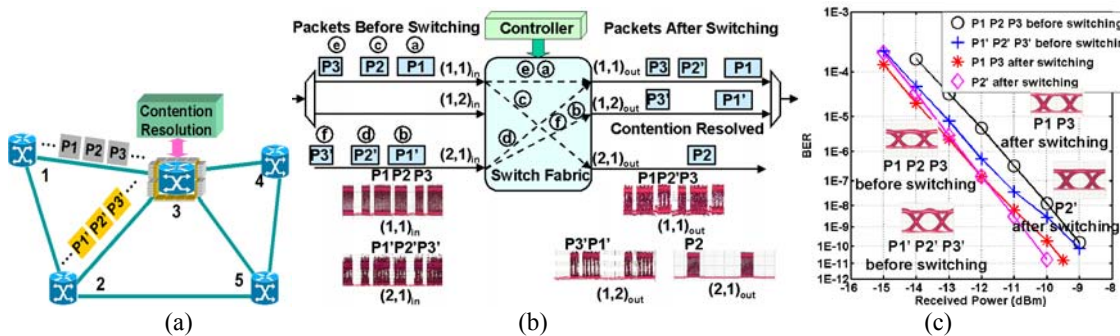 Contention
Resolution
P1 P2 P3
1
4
3
P1' P2' P3'
2
5
(a)
Packets Before Switching
Controller
Packets After Switching
e c a
P3 P2 P1
(1,1)in
e a
(1,1)out
P3 P2' P1
(1,2)in
c
b
(1,2)out
P3' P1'
f d b
d
f
Contention Resolved
P3' P2' P1'
(2,1)in
Switch Fabric
(2,1)out
P2
P1 P2 P3
(1,1)in
P1'P2'P3'
(2,1)in
P1P2'P3
(1,1)out
P3'P1'
(1,2)out
P2
(2,1)out
(b)
1E-3
1E-4
1E-5
1E-6
1E-7
1E-8
1E-9
1E-10
1E-11
1E-12
BER
P1 P2 P3 before switching
P1' P2' P3' before switching
P1 P3 after switching
P2' after switching
P1 P3
after switching
P1 P2 P3
before switching
P2'
after switching
P1' P2' P3'
before switching
-16 -15 -14 -13 -12 -11 -10 -9 -8
Received Power (dBm)
(c)